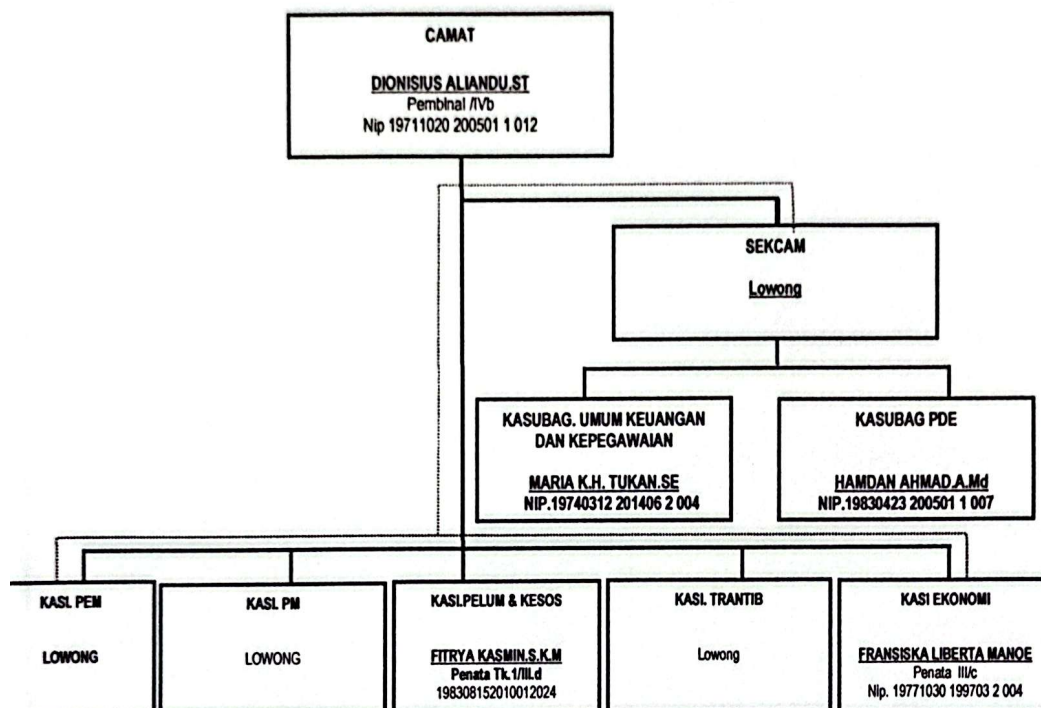 CAMAT
DIONISIUS ALIANDU.ST
PembinaI /IVb
Nip 19711020 200501 1 012
SEKCAM
Lowong
KASUBAG. UMUM KEUANGAN
DAN KEPEGAWAIAN
MARIA K.H. TUKAN.SE
NIP.19740312 201406 2 004
KASUBAG PDE
HAMDAN AHMAD.A.Md
NIP.19830423 200501 1 007
KASI. PEM
LOWONG
KASI. PM
LOWONG
KASI.PELUM & KESOS
FITRYA KASMIN.S.K.M
Penata Tk.1/III.d
198308152010012024
KASI. TRANTIB
Lowong
KASI EKONOMI
FRANSISKA LIBERTA MANOE
Penata III/c
Nip. 19771030 199703 2 004